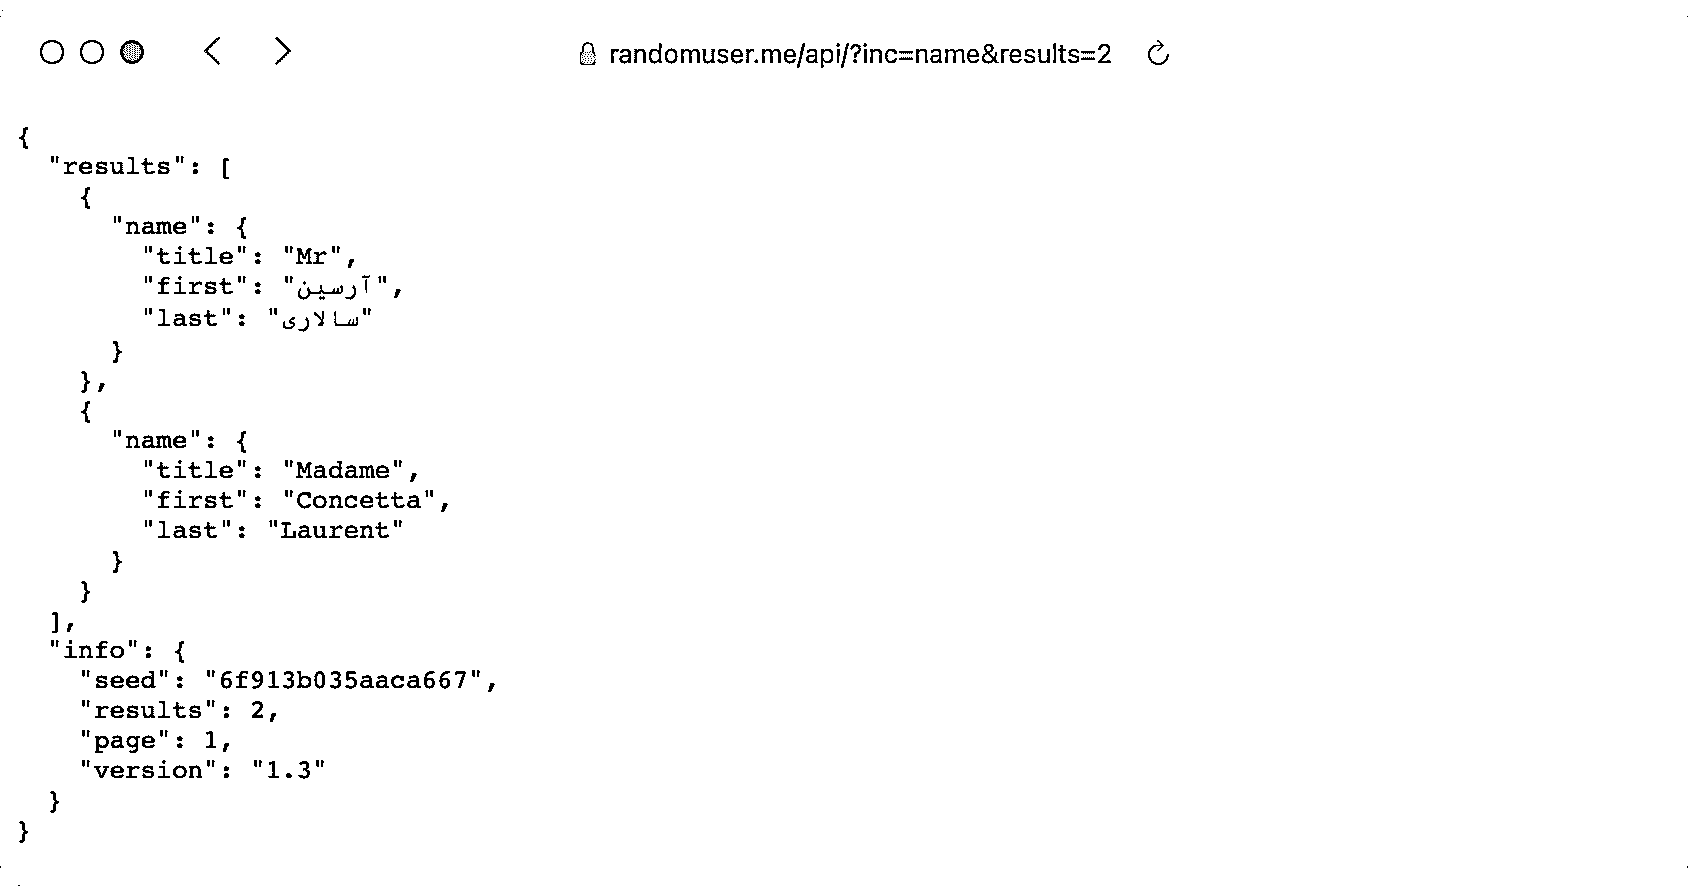 randomuser.me/api/?inc=name&results=2
{
  "results": [
    {
      "name": {
        "title": "Mr",
        "first": "آرسین",
        "last": "سالاری"
      }
    },
    {
      "name": {
        "title": "Madame",
        "first": "Concetta",
        "last": "Laurent"
      }
    }
  ],
  "info": {
    "seed": "6f913b035aaca667",
    "results": 2,
    "page": 1,
    "version": "1.3"
  }
}